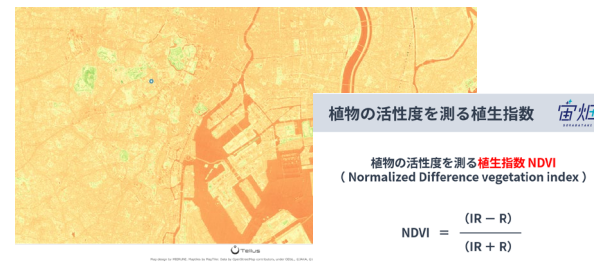 植物の活性度を測る植生指数
宙畑
SORABATAKE
植物の活性度を測る植生指数 NDVI
( Normalized Difference vegetation index )
NDVI = (IR − R)
(IR + R)
Tellus